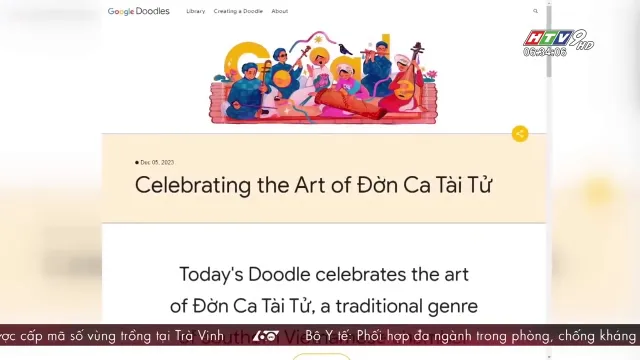 Google Doodles Library Creating a Doodle About
HTV9 HD
06:34:06
Google
Dec 05, 2023
Celebrating the Art of Đờn Ca Tài Tử
Today's Doodle celebrates the art
of Đờn Ca Tài Tử, a traditional genre
ược cấp mã số vùng trồng tại Trà Vinh 60 Bộ Y tế: Phối hợp đa ngành trong phòng, chống kháng